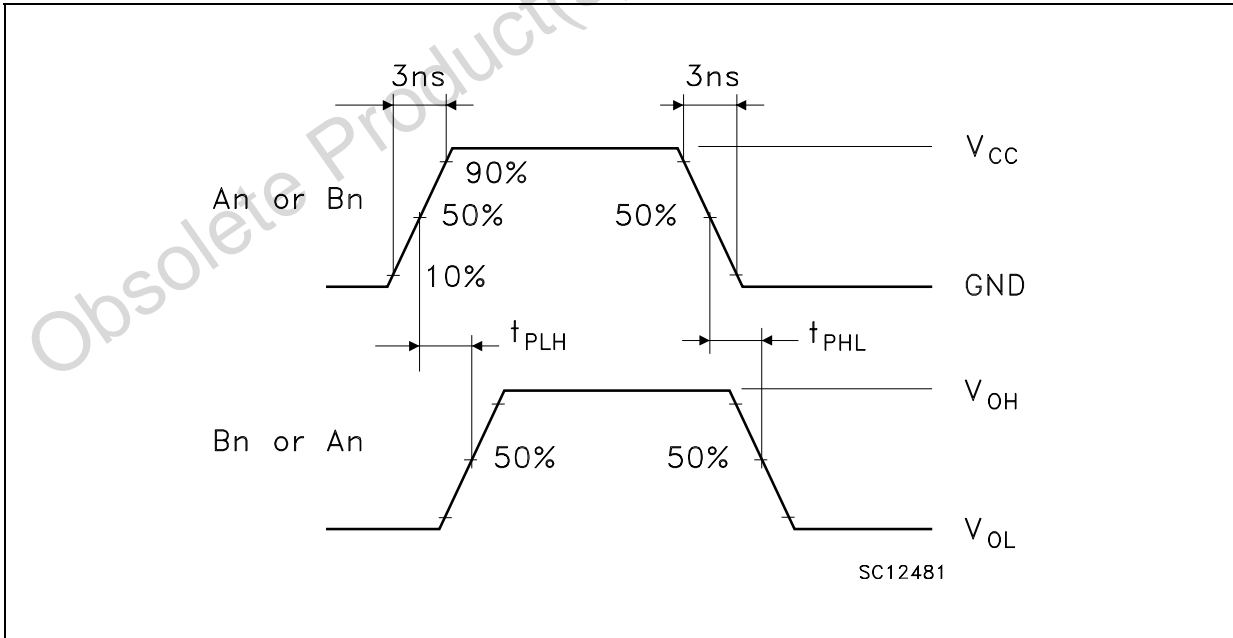 Obsolete Product(s)
3ns 3ns
V_CC
90%
An or Bn
50% 50%
10%
GND
t_PLH t_PHL
V_OH
Bn or An
50% 50%
V_OL
SC12481